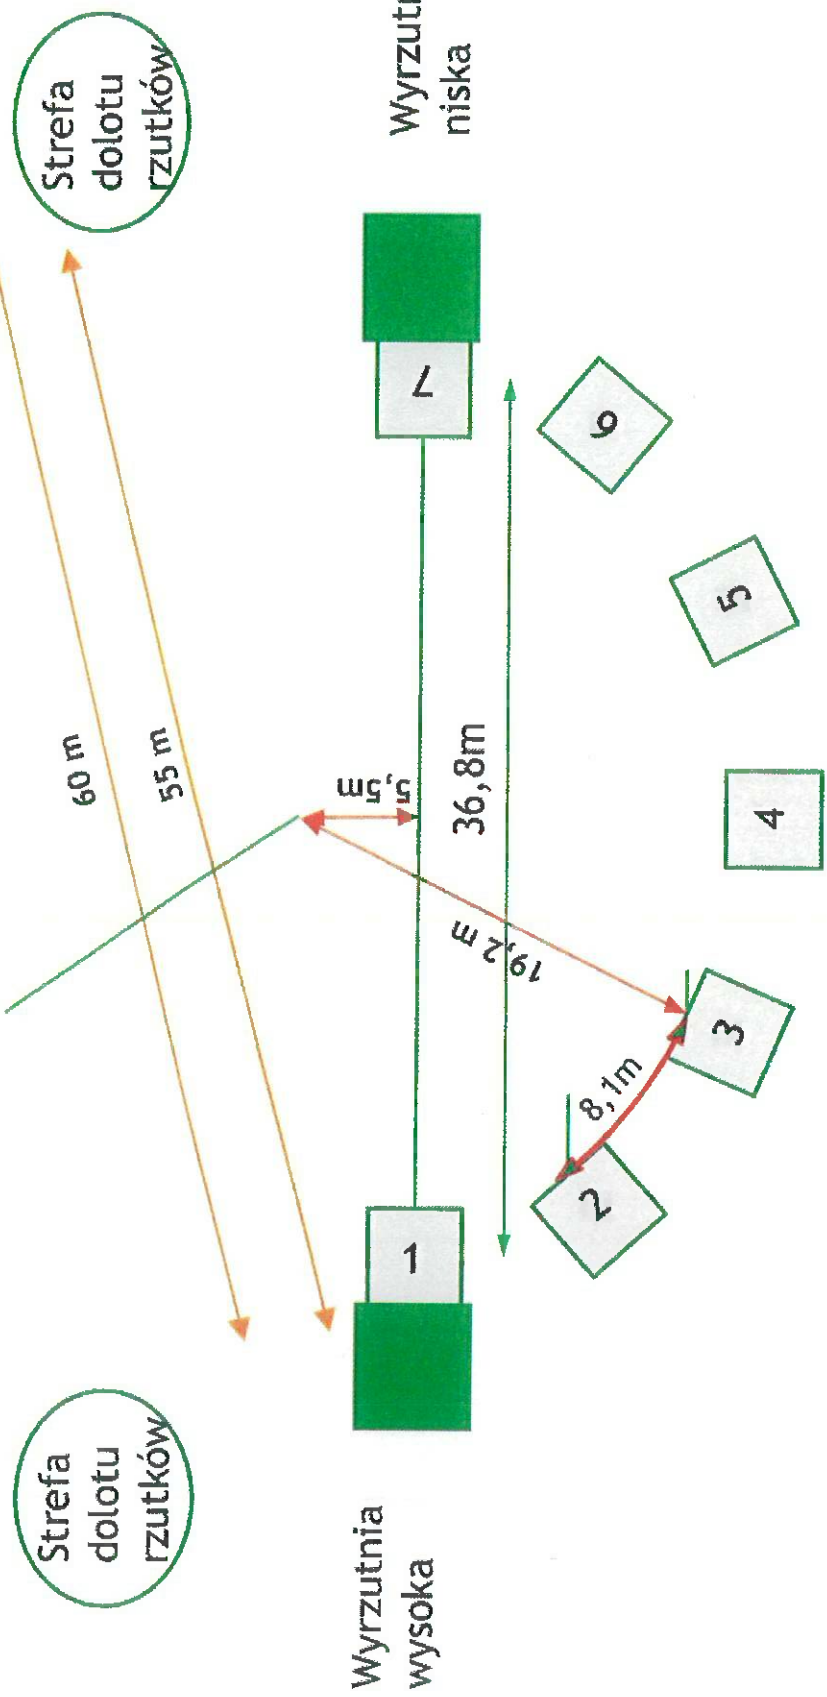 Strefa
dolotu
rzutków
Strefa
dolotu
rzutków
60 m
55 m
5,5m
Wyrzutnia
wysoka
1
7
Wyrzut
niska
36,8m
19,2 m
8,1m
2
3
4
5
6